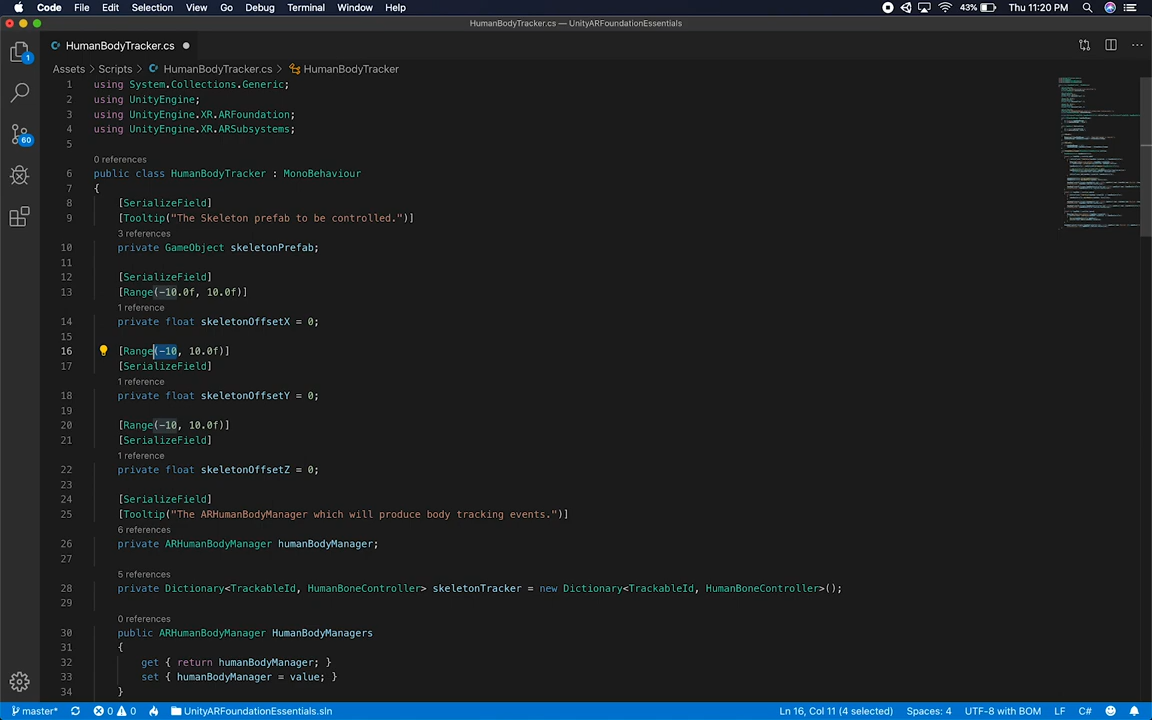 Code File Edit Selection View Go Debug Terminal Window Help 43% Thu 11:20 PM
HumanBodyTracker.cs — UnityARFoundationEssentials
HumanBodyTracker.cs
Assets > Scripts > HumanBodyTracker.cs > HumanBodyTracker
1 using System.Collections.Generic;
2 using UnityEngine;
3 using UnityEngine.XR.ARFoundation;
4 using UnityEngine.XR.ARSubsystems;
5
0 references
6 public class HumanBodyTracker : MonoBehaviour
7 {
8 [SerializeField]
9 [Tooltip("The Skeleton prefab to be controlled.")]
3 references
10 private GameObject skeletonPrefab;
11
12 [SerializeField]
13 [Range(-10.0f, 10.0f)]
1 reference
14 private float skeletonOffsetX = 0;
15
16 [Range(-10, 10.0f)]
17 [SerializeField]
1 reference
18 private float skeletonOffsetY = 0;
19
20 [Range(-10, 10.0f)]
21 [SerializeField]
1 reference
22 private float skeletonOffsetZ = 0;
23
24 [SerializeField]
25 [Tooltip("The ARHumanBodyManager which will produce body tracking events.")]
6 references
26 private ARHumanBodyManager humanBodyManager;
27
5 references
28 private Dictionary<TrackableId, HumanBoneController> skeletonTracker = new Dictionary<TrackableId, HumanBoneController>();
29
0 references
30 public ARHumanBodyManager HumanBodyManagers
31 {
32 get { return humanBodyManager; }
33 set { humanBodyManager = value; }
34 }
1
60
master* 0 0 UnityARFoundationEssentials.sln Ln 16, Col 11 (4 selected) Spaces: 4 UTF-8 with BOM LF C#